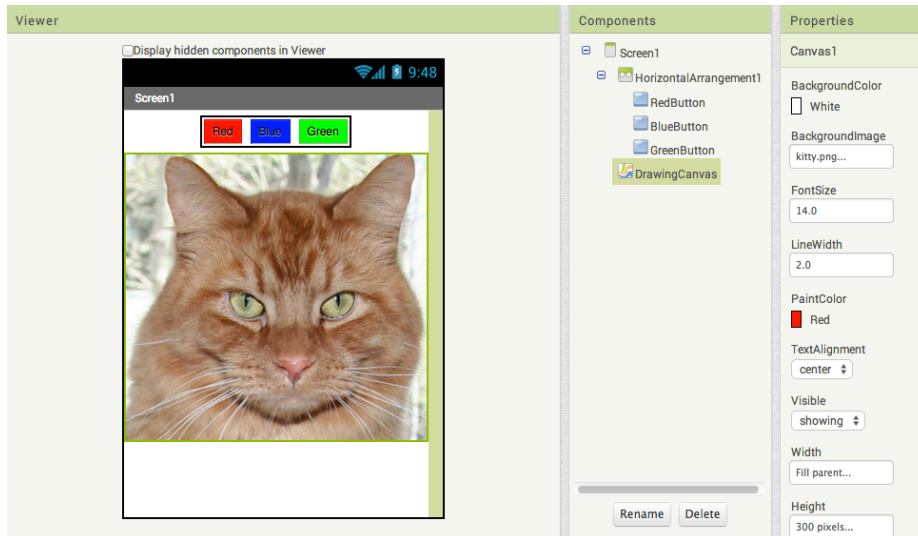 Viewer
Display hidden components in Viewer
9:48
Screen1
Red Blue Green
Components
Screen1
HorizontalArrangement1
RedButton
BlueButton
GreenButton
DrawingCanvas
Rename Delete
Properties
Canvas1
BackgroundColor
White
BackgroundImage
kitty.png...
FontSize
14.0
LineWidth
2.0
PaintColor
Red
TextAlignment
center
Visible
showing
Width
Fill parent...
Height
300 pixels...